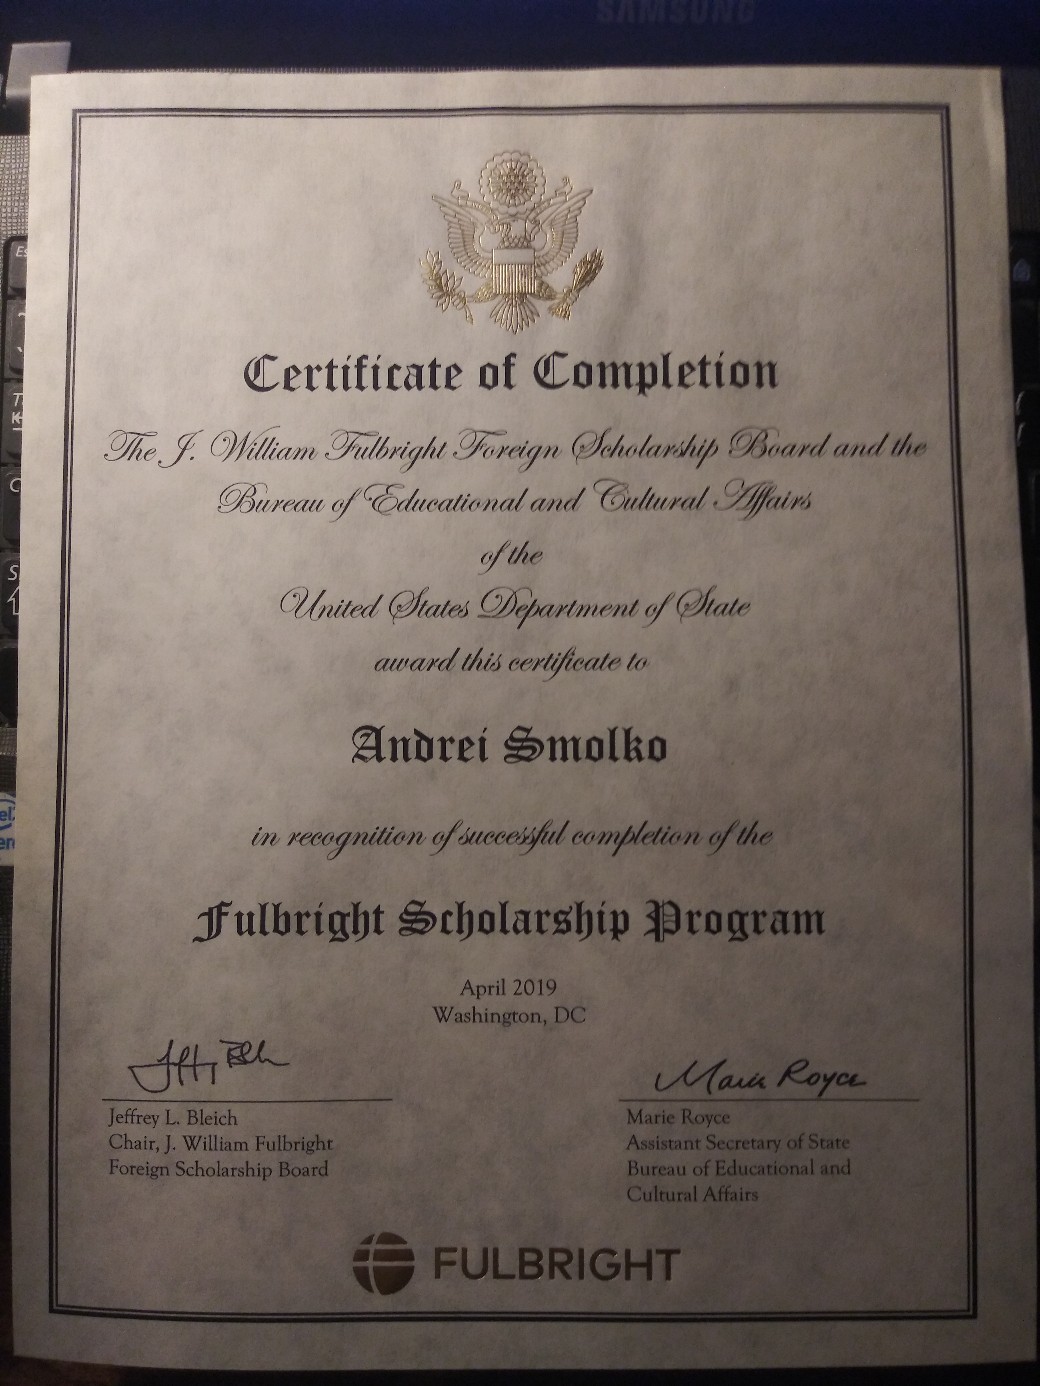 SAMSUNG
Certificate of Completion
The J. William Fulbright Foreign Scholarship Board and the
Bureau of Educational and Cultural Affairs
of the
United States Department of State
award this certificate to
Andrei Smolko
in recognition of successful completion of the
Fulbright Scholarship Program
April 2019
Washington, DC
Marie Royce
Jeffrey L. Bleich
Chair, J. William Fulbright
Foreign Scholarship Board
Marie Royce
Assistant Secretary of State
Bureau of Educational and
Cultural Affairs
FULBRIGHT